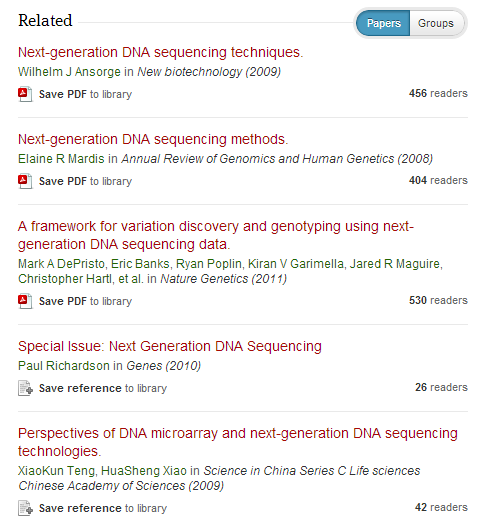 Related
Papers Groups
Next-generation DNA sequencing techniques.
Wilhelm J Ansorge in New biotechnology (2009)
Save PDF to library 456 readers
Next-generation DNA sequencing methods.
Elaine R Mardis in Annual Review of Genomics and Human Genetics (2008)
Save PDF to library 404 readers
A framework for variation discovery and genotyping using next-
generation DNA sequencing data.
Mark A DePristo, Eric Banks, Ryan Poplin, Kiran V Garimella, Jared R Maguire,
Christopher Hartl, et al. in Nature Genetics (2011)
Save PDF to library 530 readers
Special Issue: Next Generation DNA Sequencing
Paul Richardson in Genes (2010)
Save reference to library 26 readers
Perspectives of DNA microarray and next-generation DNA sequencing
technologies.
XiaoKun Teng, HuaSheng Xiao in Science in China Series C Life sciences
Chinese Academy of Sciences (2009)
Save reference to library 42 readers